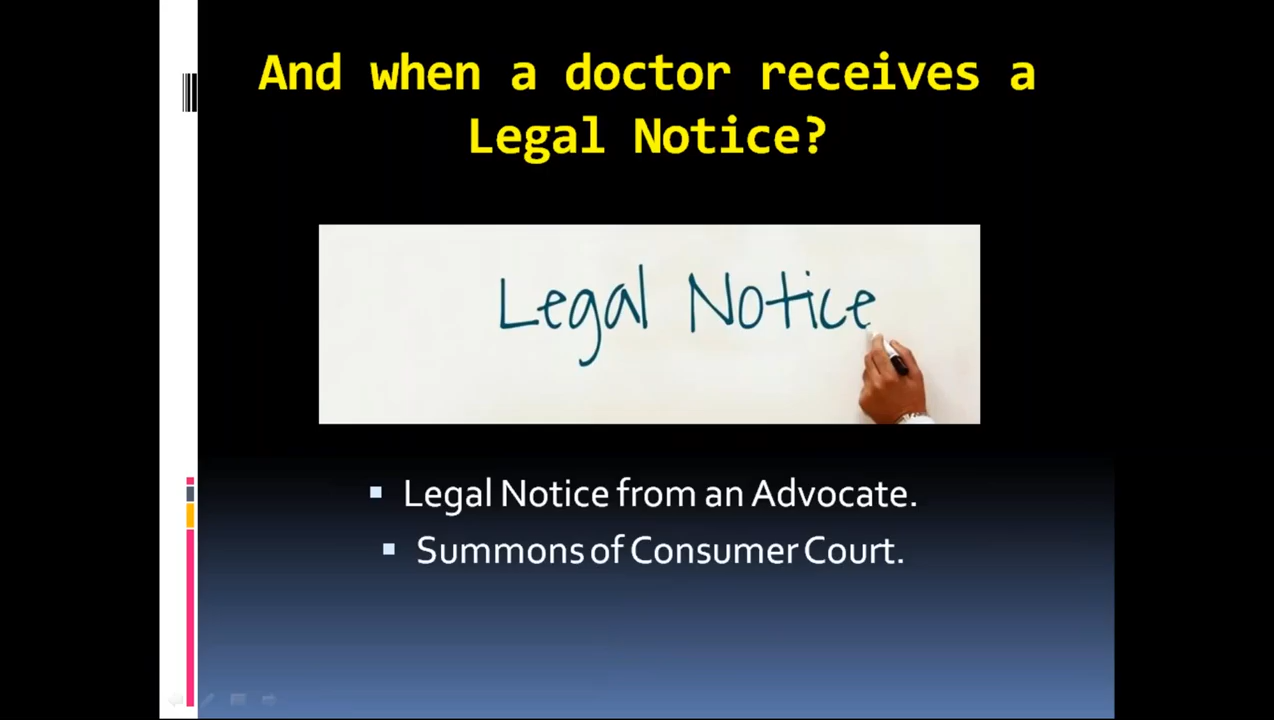 And when a doctor receives a
Legal Notice?
Legal Notice
Legal Notice from an Advocate.
Summons of Consumer Court.